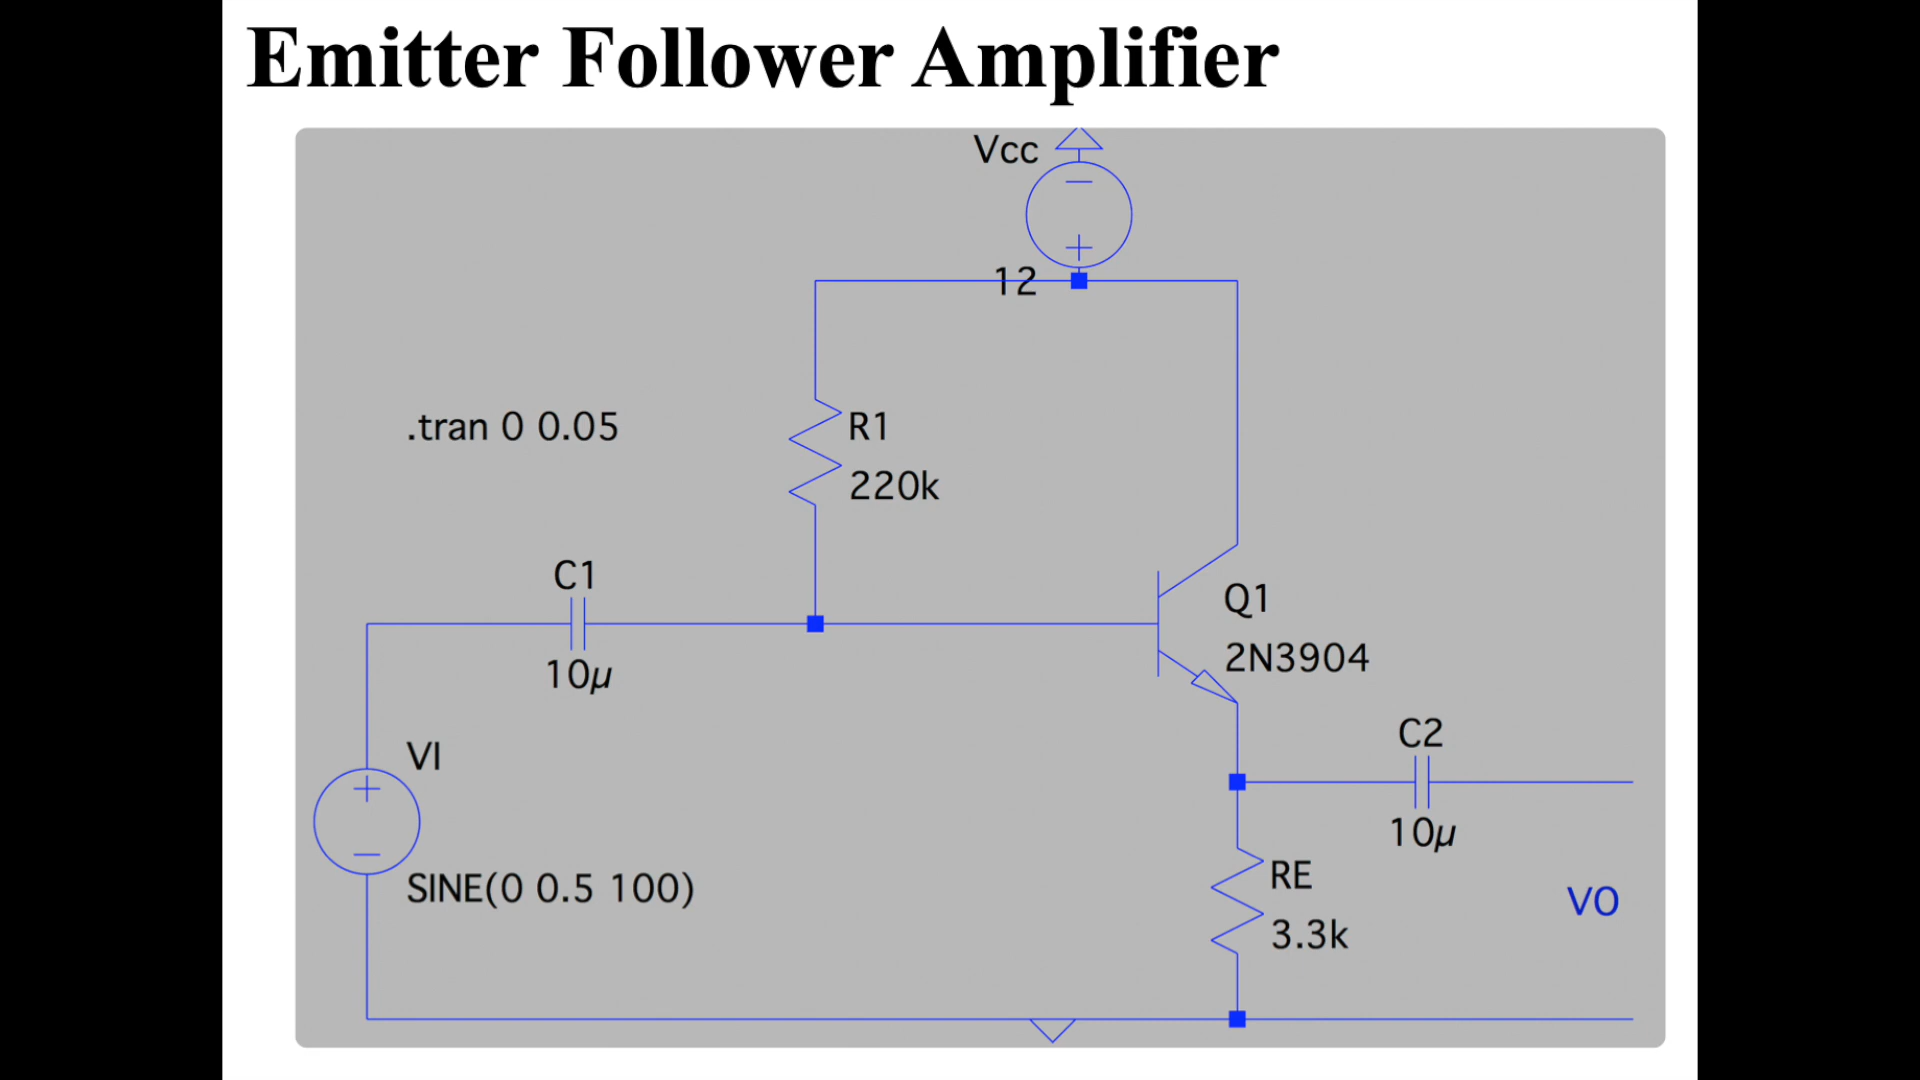 Emitter Follower Amplifier
Vcc
12
.tran 0 0.05
R1
220k
C1
10µ
Q1
2N3904
VI
SINE(0 0.5 100)
C2
10µ
RE
3.3k
VO